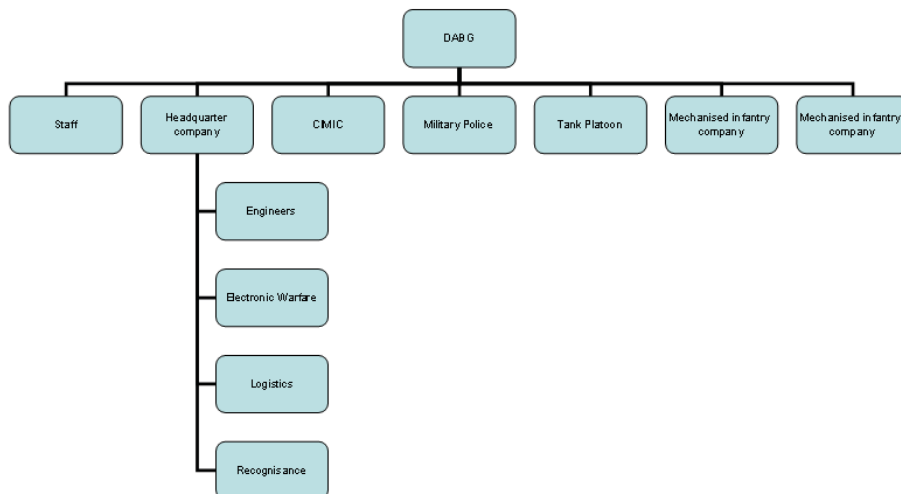 DABG
Staff
Headquarter
company
CIMIC
Military Police
Tank Platoon
Mechanised infantry
company
Mechanised infantry
company
Engineers
Electronic Warfare
Logistics
Recognisance